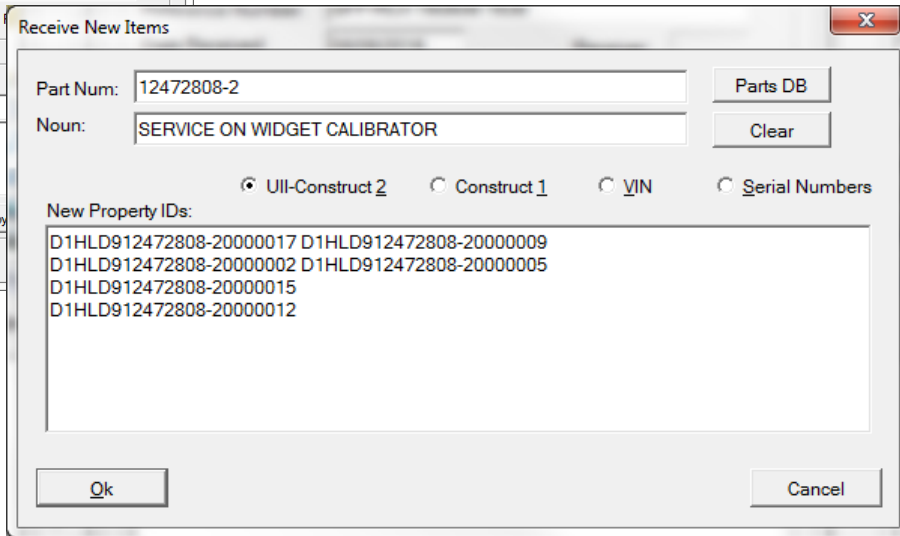 Receive New Items
Part Num: 12472808-2 Parts DB
Noun: SERVICE ON WIDGET CALIBRATOR Clear
UII-Construct 2 Construct 1 VIN Serial Numbers
New Property IDs:
D1HLD912472808-20000017 D1HLD912472808-20000009
D1HLD912472808-20000002 D1HLD912472808-20000005
D1HLD912472808-20000015
D1HLD912472808-20000012
Ok Cancel